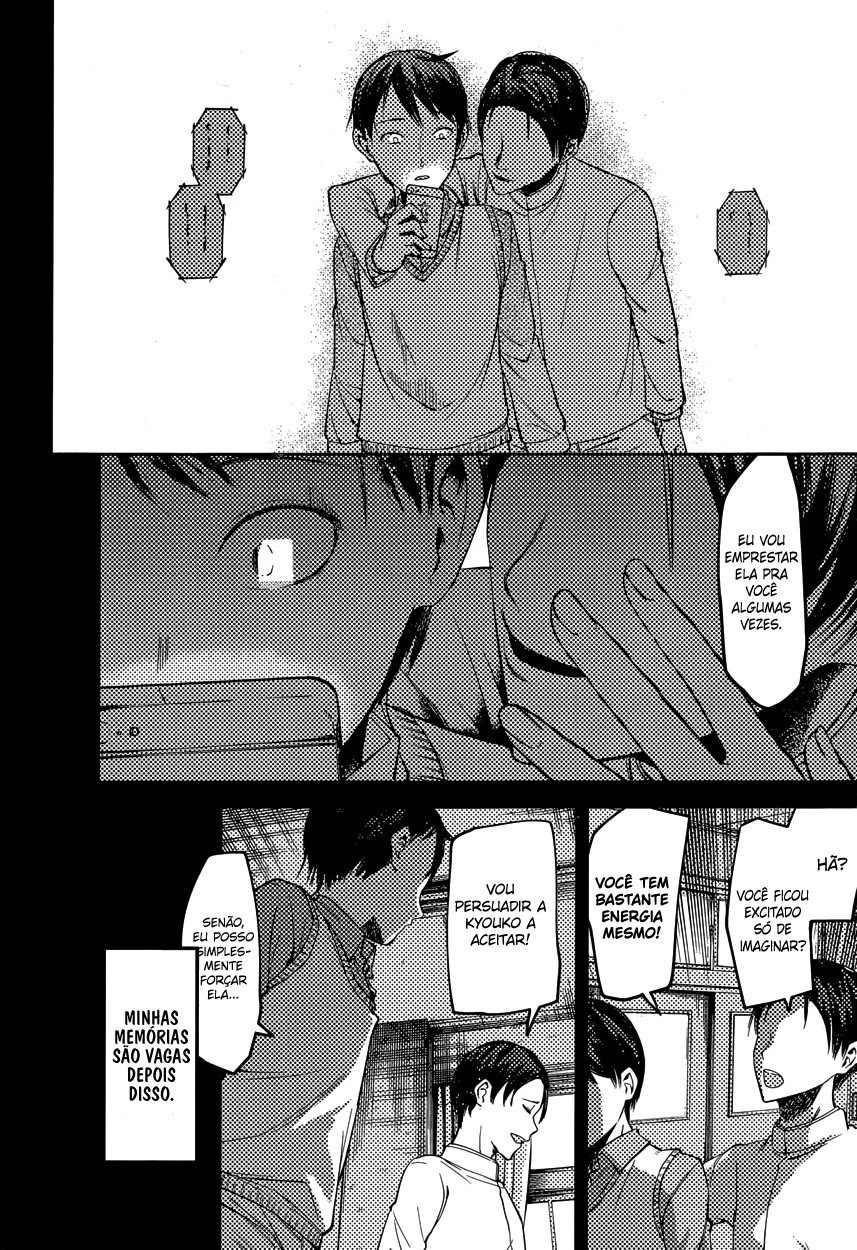 EU VOU
EMPRESTAR
ELA PRA
VOCÊ
ALGUMAS
VEZES.
HÃ?
VOCÊ FICOU
EXCITADO
SÓ DE
IMAGINAR?
VOCÊ TEM
BASTANTE
ENERGIA
MESMO!
VOU
PERSUADIR A
KYOUKO A
ACEITAR!
SENÃO,
EU POSSO
SIMPLES-
MENTE
FORÇAR
ELA...
MINHAS
MEMÓRIAS
SÃO VAGAS
DEPOIS
DISSO.